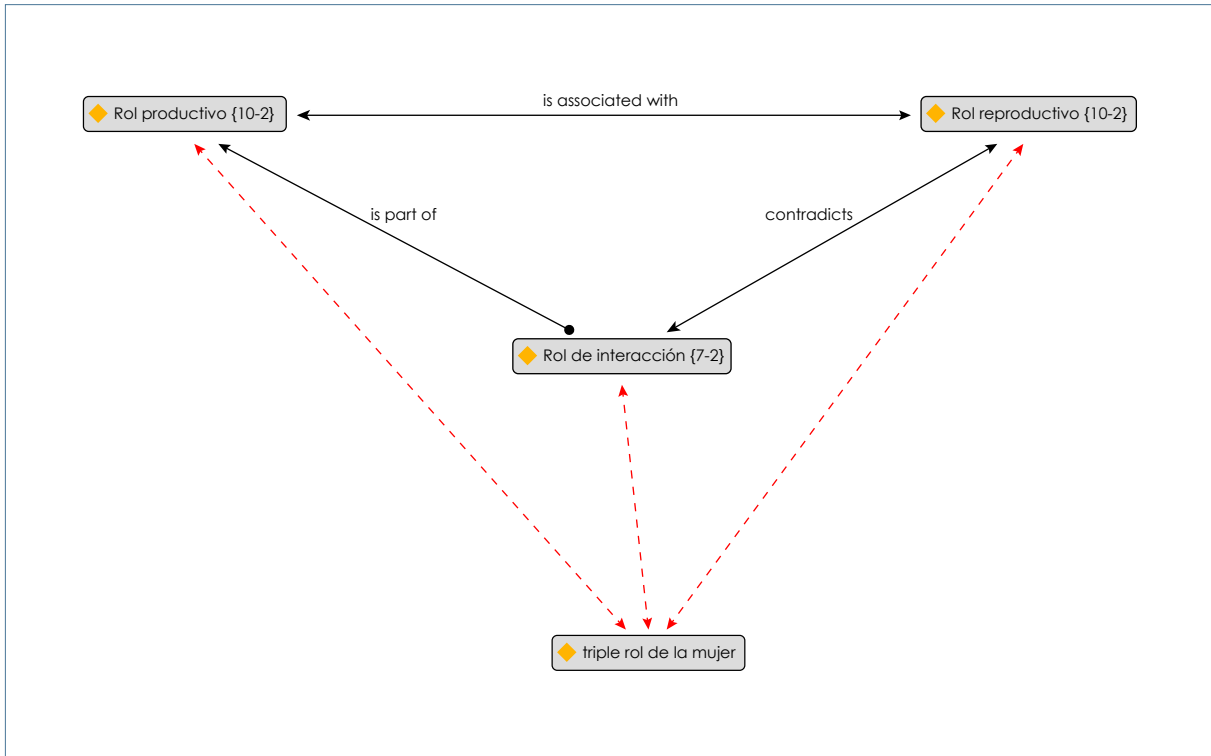 is associated with
Rol productivo {10-2}
Rol reproductivo {10-2}
is part of
contradicts
Rol de interacción {7-2}
triple rol de la mujer